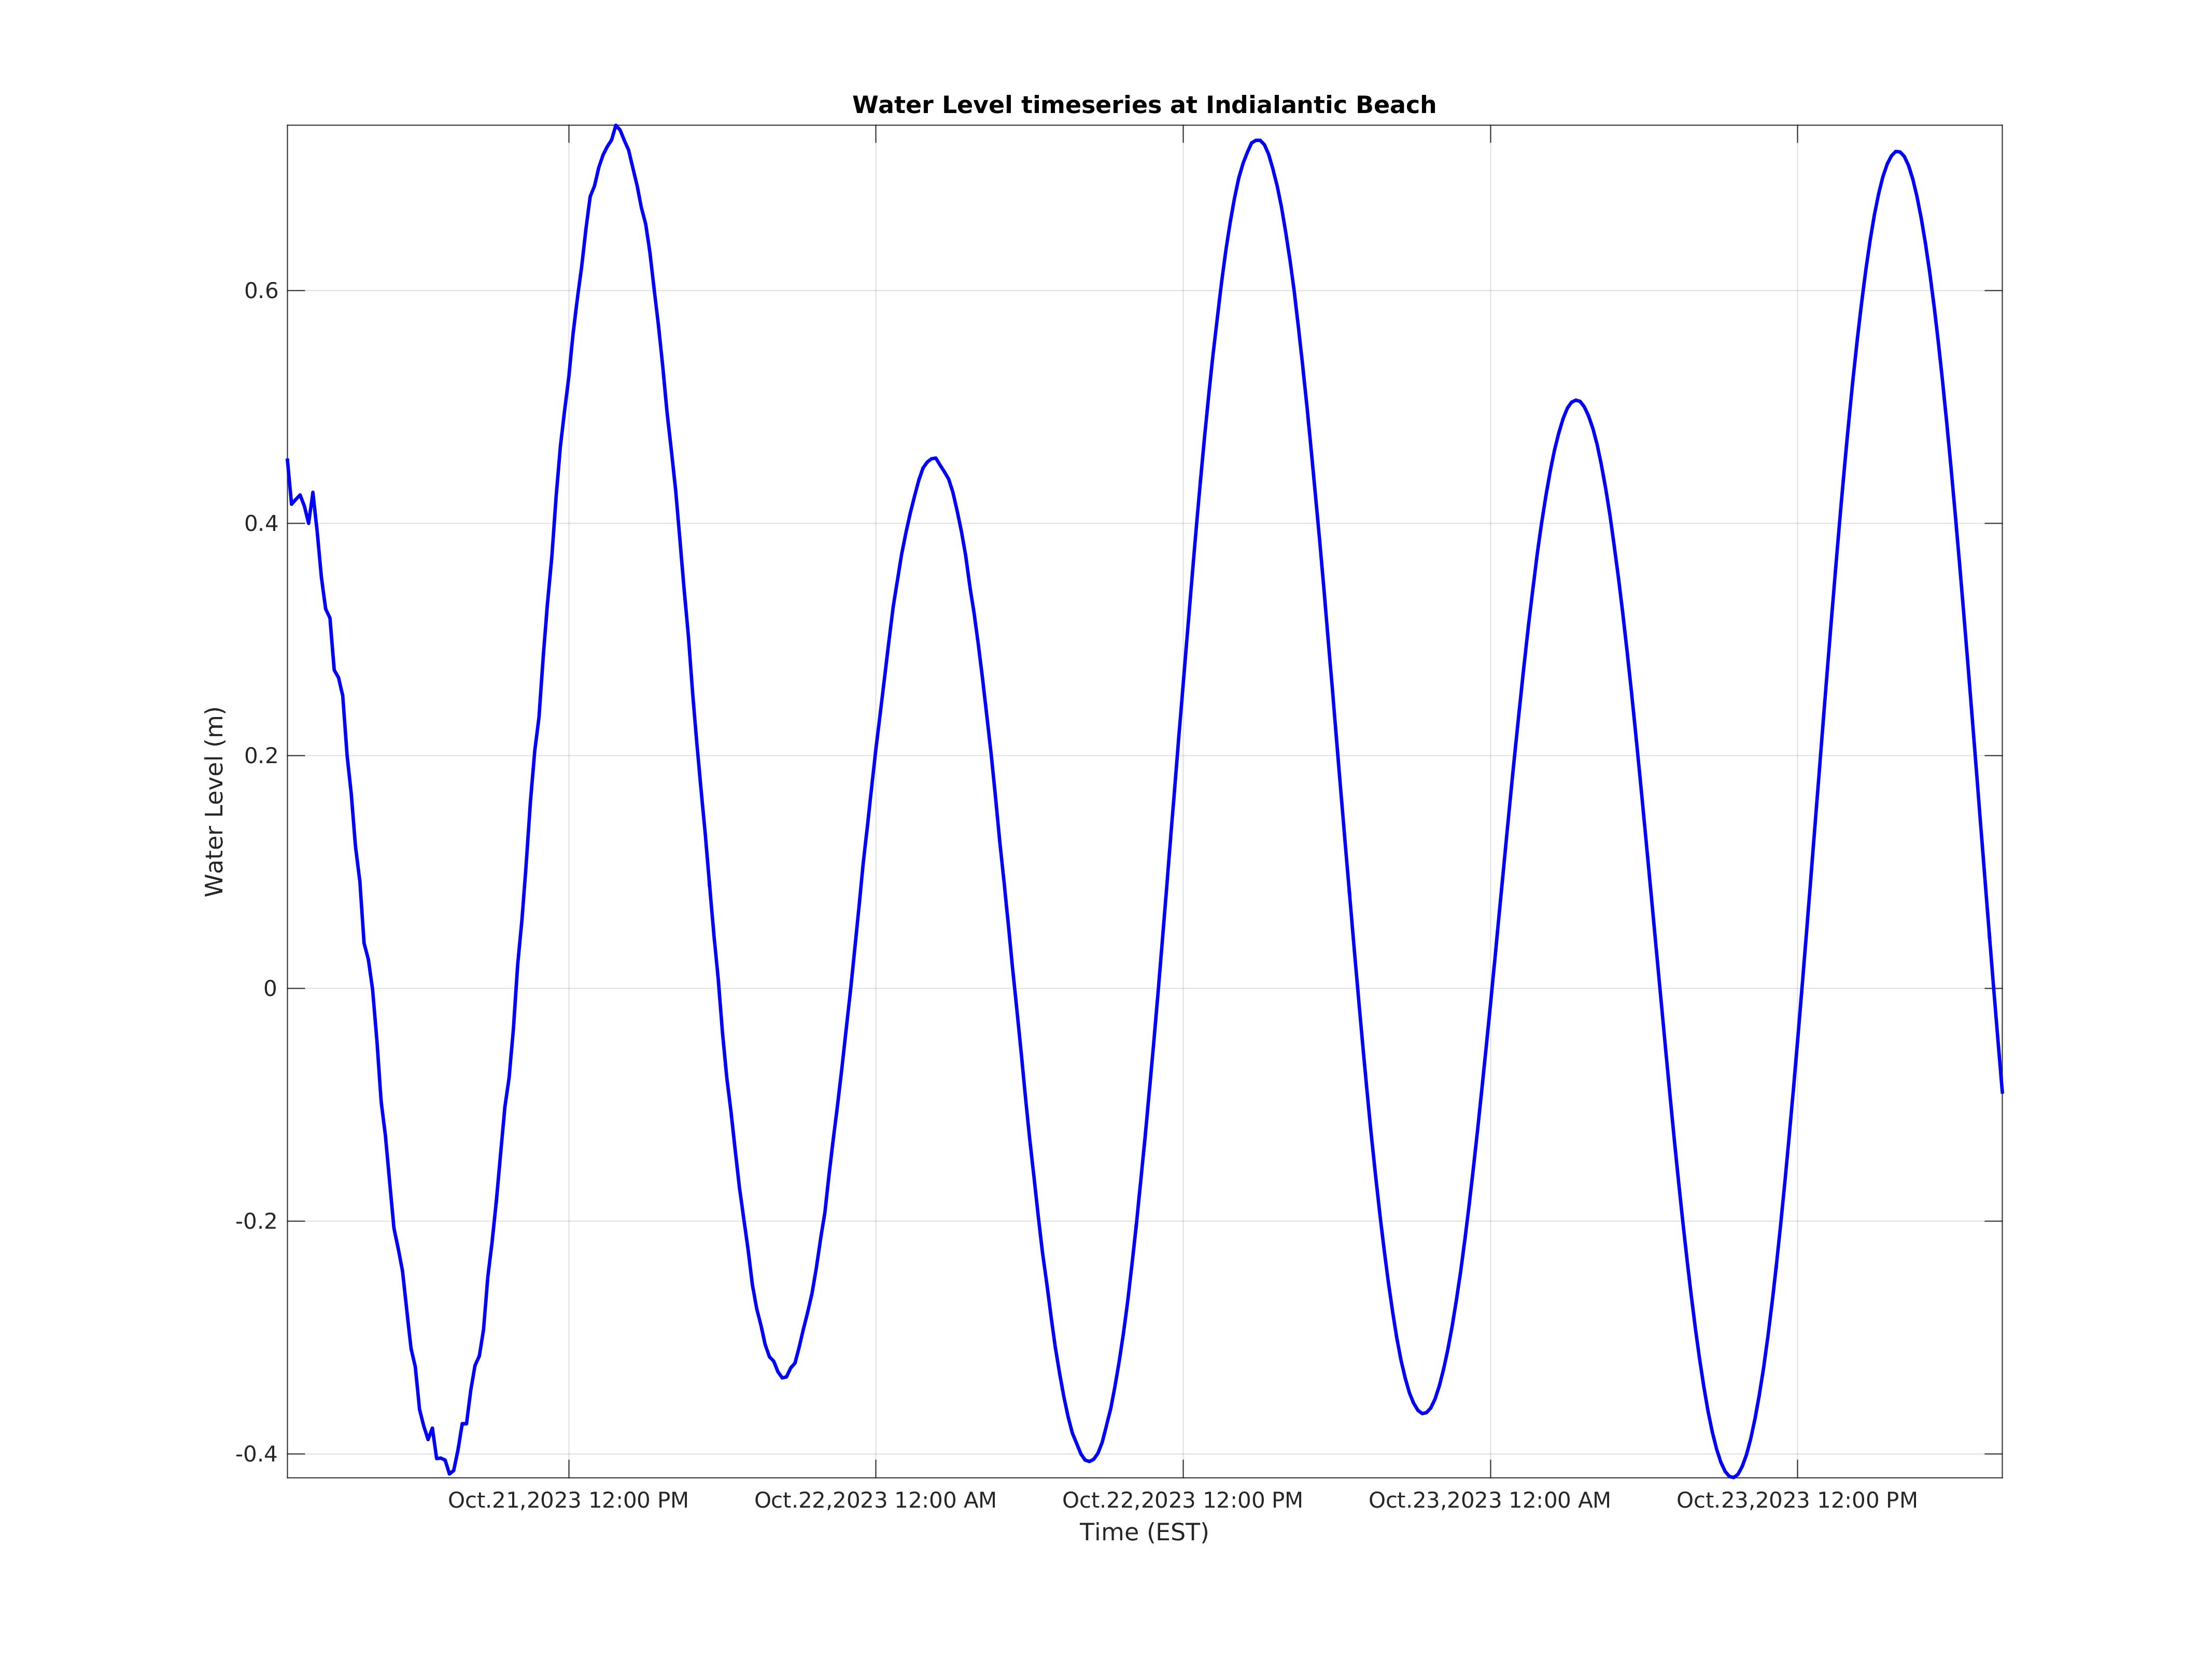 Water Level timeseries at Indialantic Beach
0.6
0.4
0.2
0
-0.2
-0.4
Water Level (m)
Oct.21,2023 12:00 PM Oct.22,2023 12:00 AM Oct.22,2023 12:00 PM Oct.23,2023 12:00 AM Oct.23,2023 12:00 PM
Time (EST)